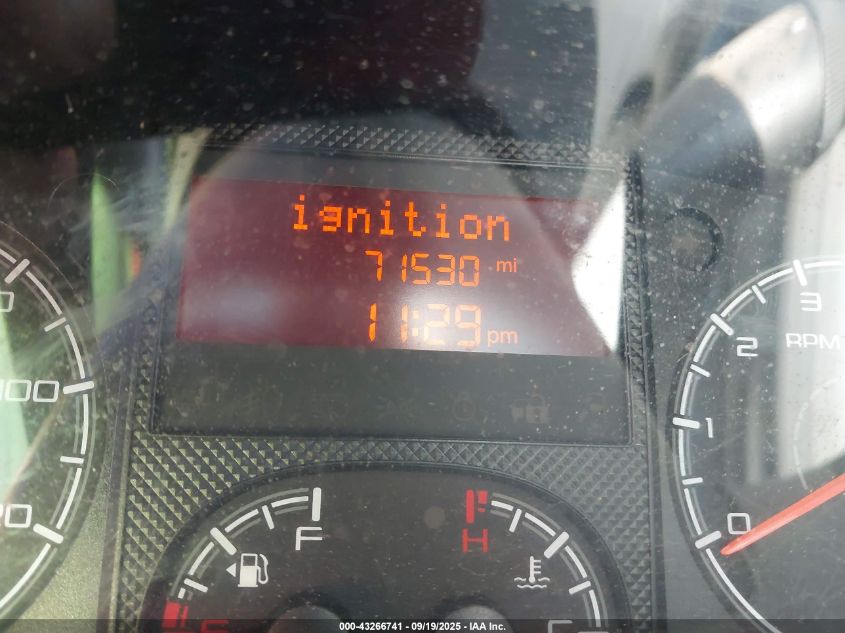 ignition
71530 mi
11:29 pm
100
20
3
2
RPM
1
0
F
H
000-43266741 - 09/19/2025 - IAA Inc.